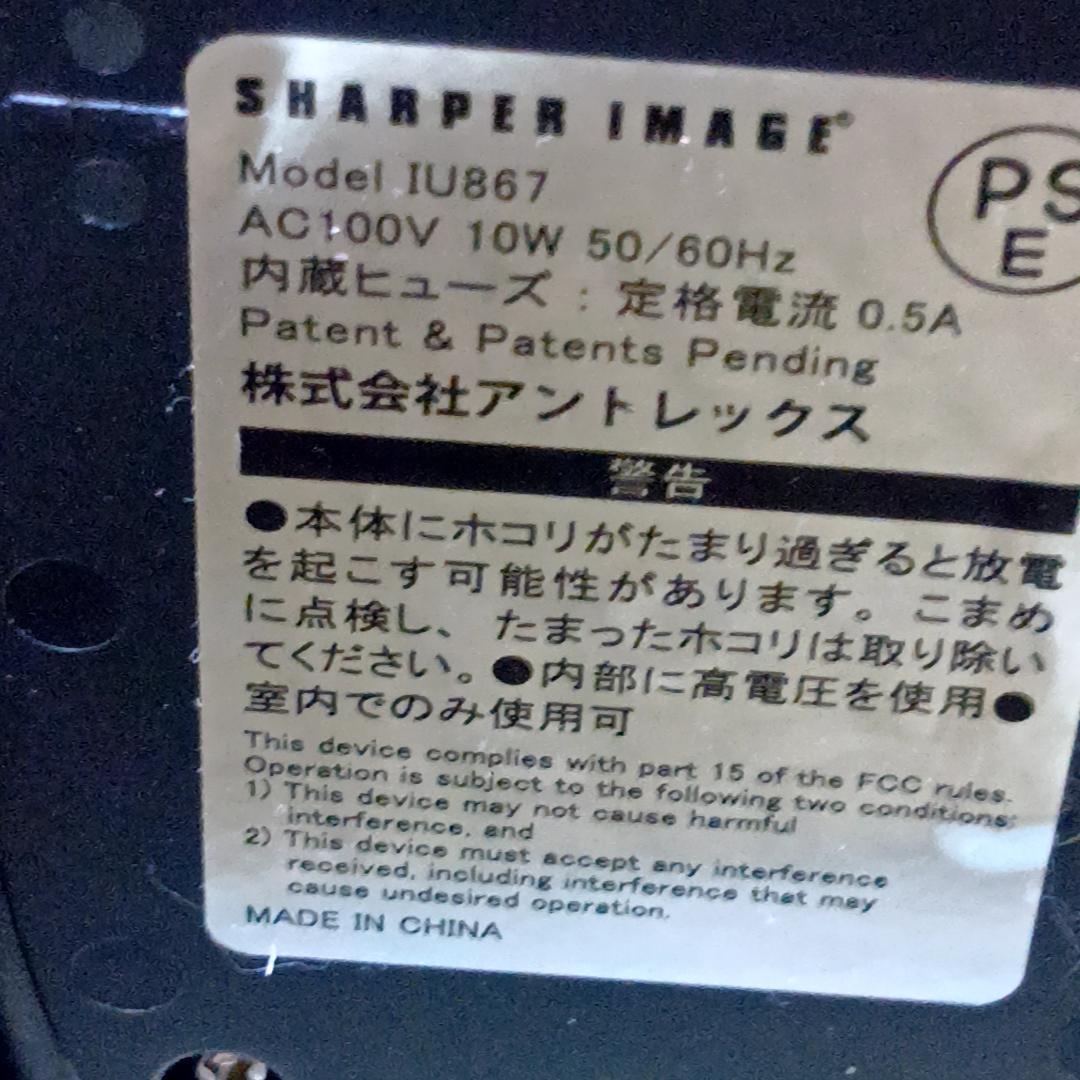 SHARPER IMAGE®
PS
E
Model IU867
AC100V 10W 50/60Hz
内蔵ヒューズ：定格電流 0.5A
Patent & Patents Pending
株式会社アントレックス
警告
●本体にホコリがたまり過ぎると放電
を起こす可能性があります。こまめ
に点検し、たまったホコリは取り除い
てください。●内部に高電圧を使用●
室内でのみ使用可
This device complies with part 15 of the FCC rules.
Operation is subject to the following two conditions:
1) This device may not cause harmful
interference, and
2) This device must accept any interference
received, including interference that may
cause undesired operation.
MADE IN CHINA